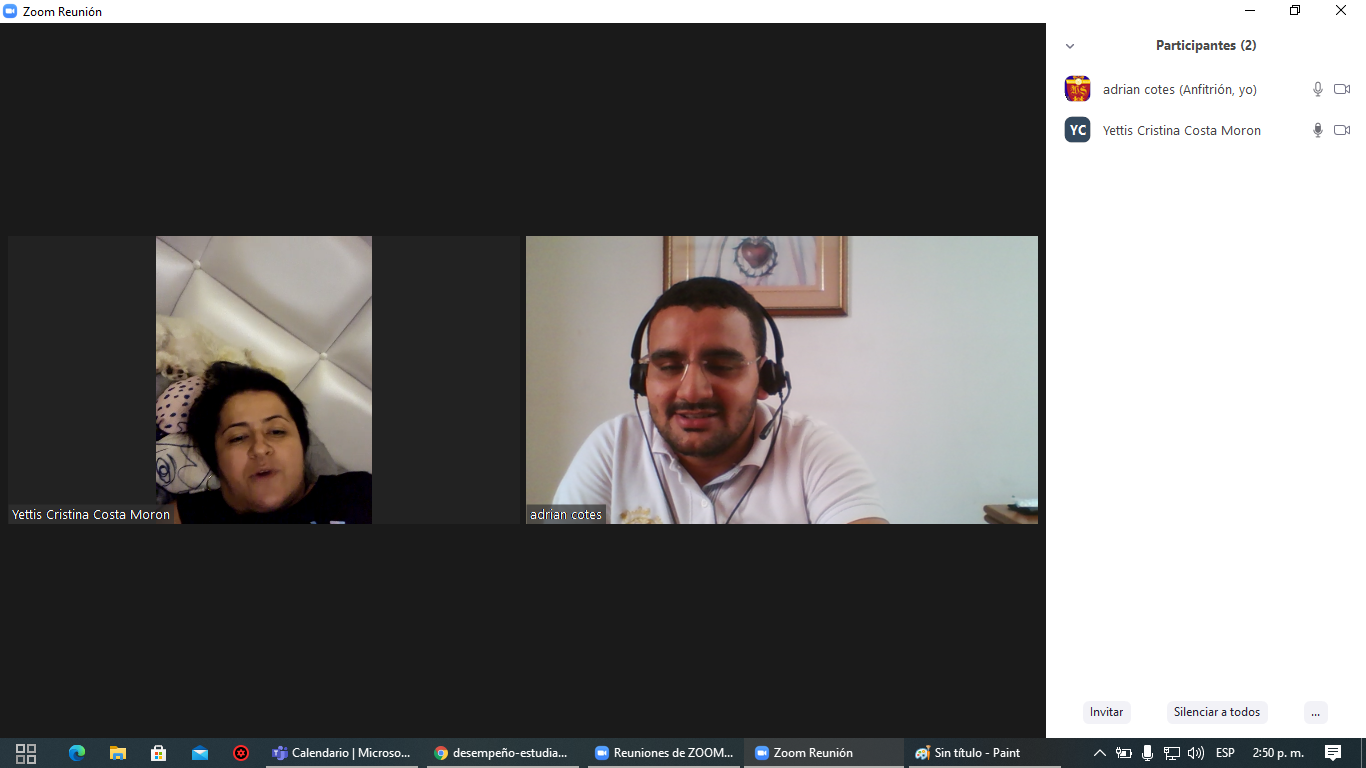 Zoom Reunión
Participantes (2)
adrian cotes (Anfitrión, yo)
YC Yettis Cristina Costa Moron
Yettis Cristina Costa Moron
adrian cotes
Invitar
Silenciar a todos
...
Calendario | Microso...
desempeño-estudia...
Reuniones de ZOOM...
Zoom Reunión
Sin título - Paint
ESP
2:50 p. m.